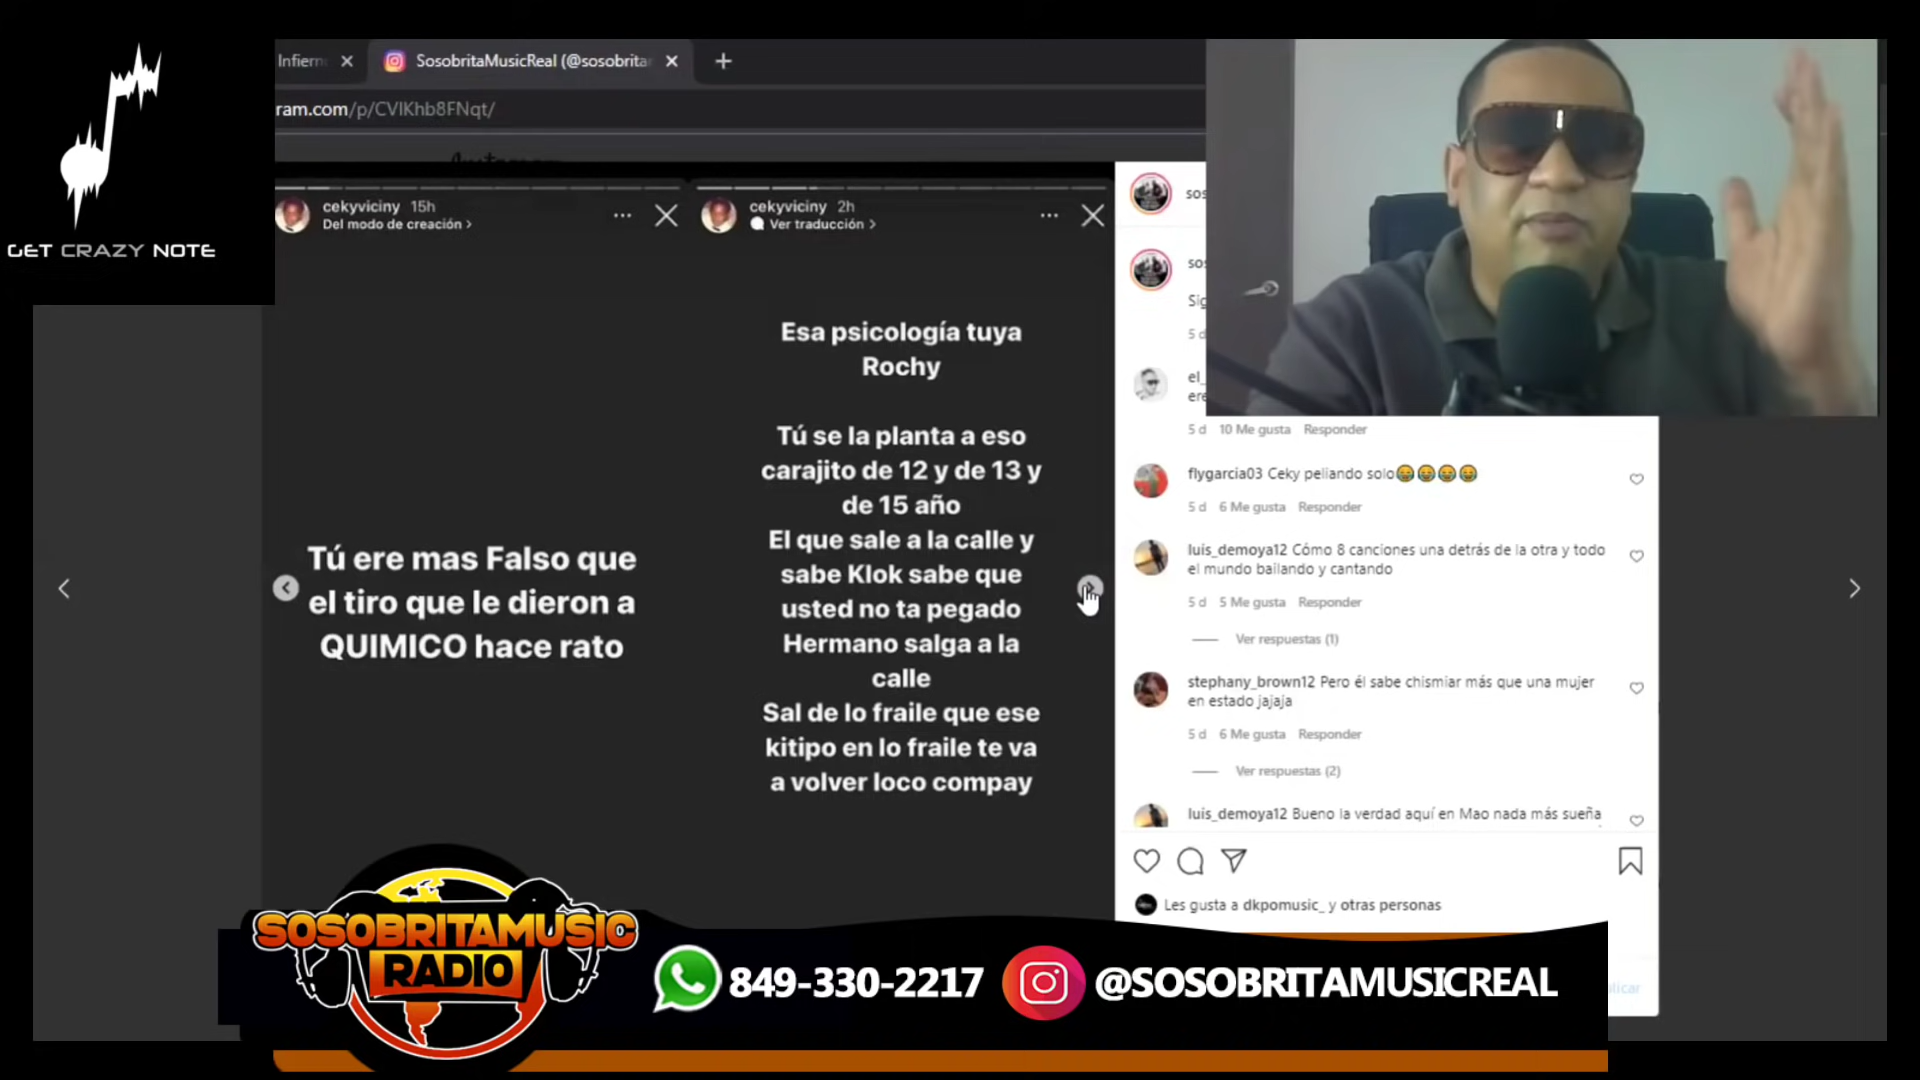 GET CRAZY NOTE
Infiern
SosobritaMusicReal (@sosobrita
ram.com/p/CVIKhb8FNqt/
cekyviciny 15h
Del modo de creación
cekyviciny 2h
Ver traducción
Tú ere mas Falso que
el tiro que le dieron a
QUIMICO hace rato
Esa psicología tuya
Rochy
Tú se la planta a eso
carajito de 12 y de 13 y
de 15 año
El que sale a la calle y
sabe Klok sabe que
usted no ta pegado
Hermano salga a la
calle
Sal de lo fraile que ese
kitipo en lo fraile te va
a volver loco compay
sos
sos
Sig
5 d
el_
ere
5 d 10 Me gusta Responder
flygarcia03 Ceky peliando solo😂😂😂😂
5 d 6 Me gusta Responder
luis_demoya12 Cómo 8 canciones una detrás de la otra y todo
el mundo bailando y cantando
5 d 5 Me gusta Responder
Ver respuestas (1)
stephany_brown12 Pero él sabe chismiar más que una mujer
en estado jajaja
5 d 6 Me gusta Responder
Ver respuestas (2)
luis_demoya12 Bueno la verdad aquí en Mao nada más sueña
Les gusta a dkpomusic_ y otras personas
licar
SOSOBRITAMUSIC
RADIO
849-330-2217
@SOSOBRITAMUSICREAL